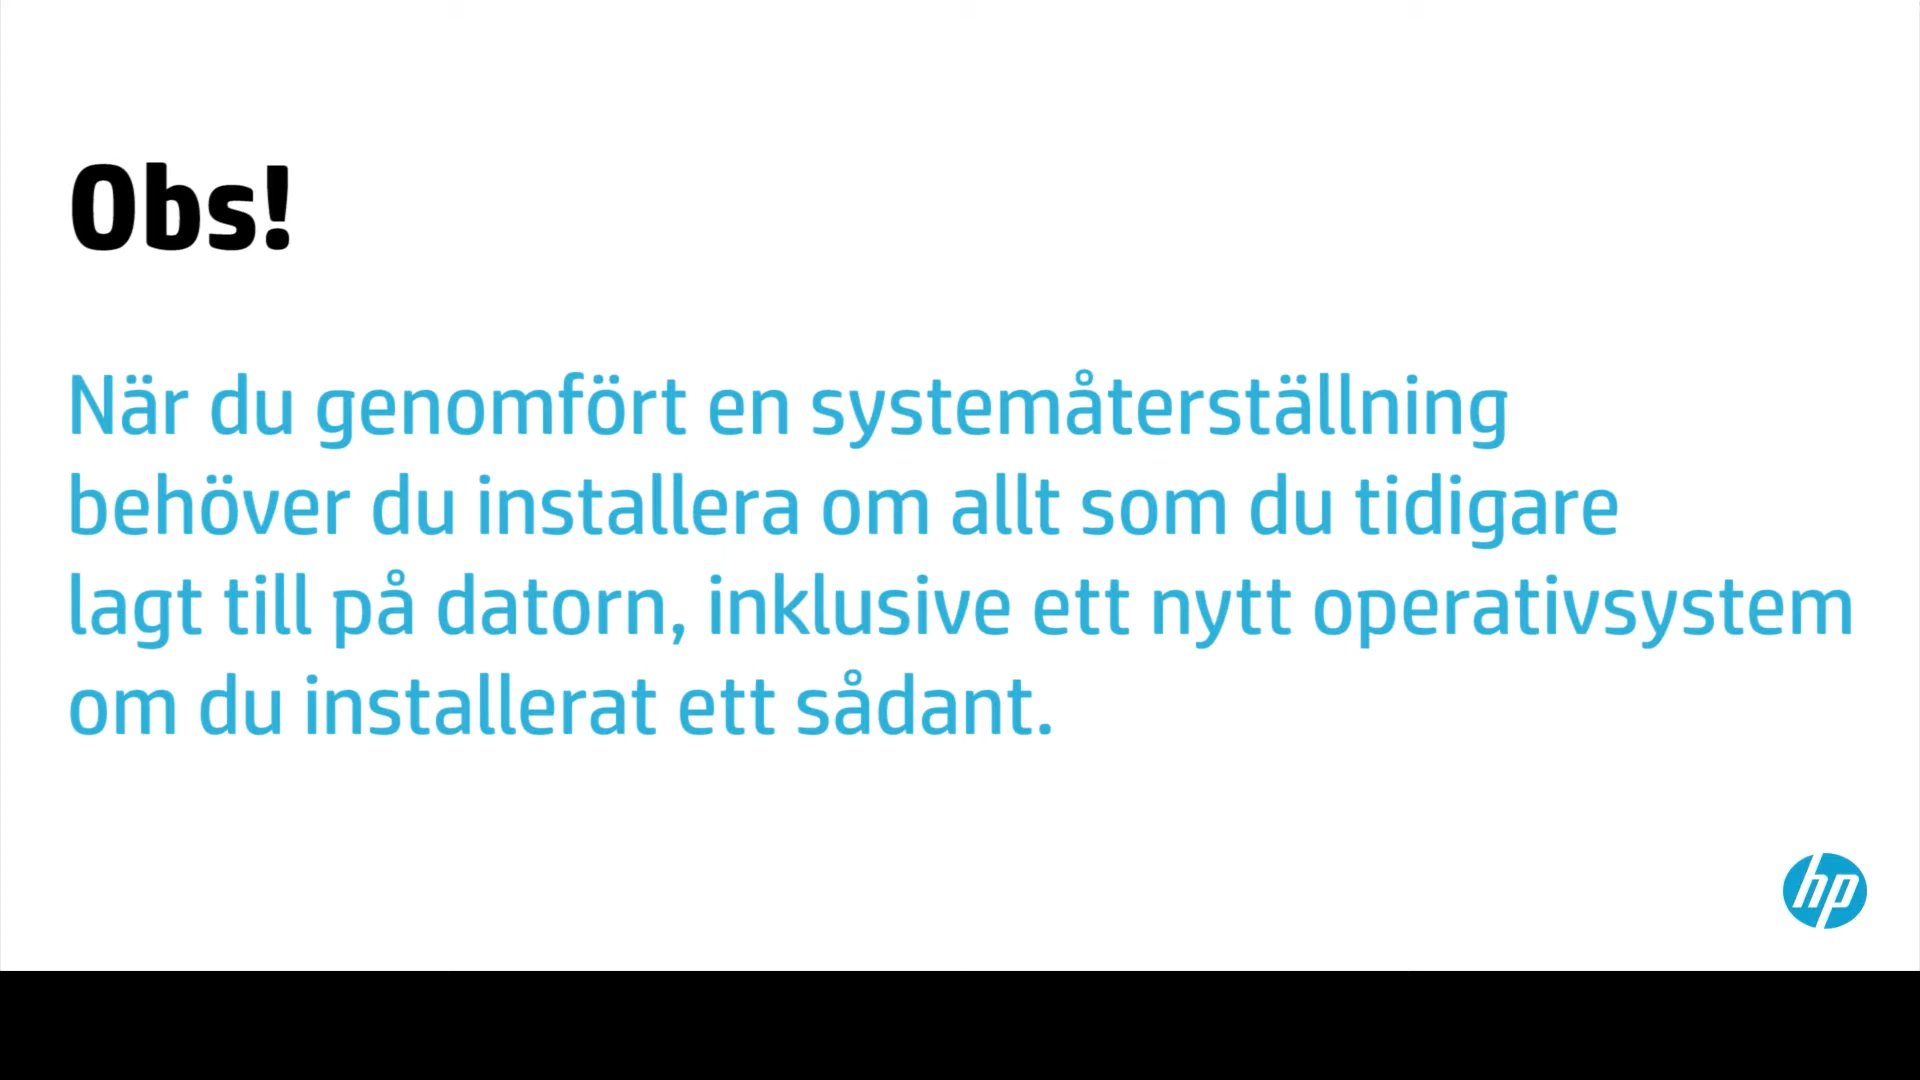 Obs!
När du genomfört en systemåterställning
behöver du installera om allt som du tidigare
lagt till på datorn, inklusive ett nytt operativsystem
om du installerat ett sådant.
hp